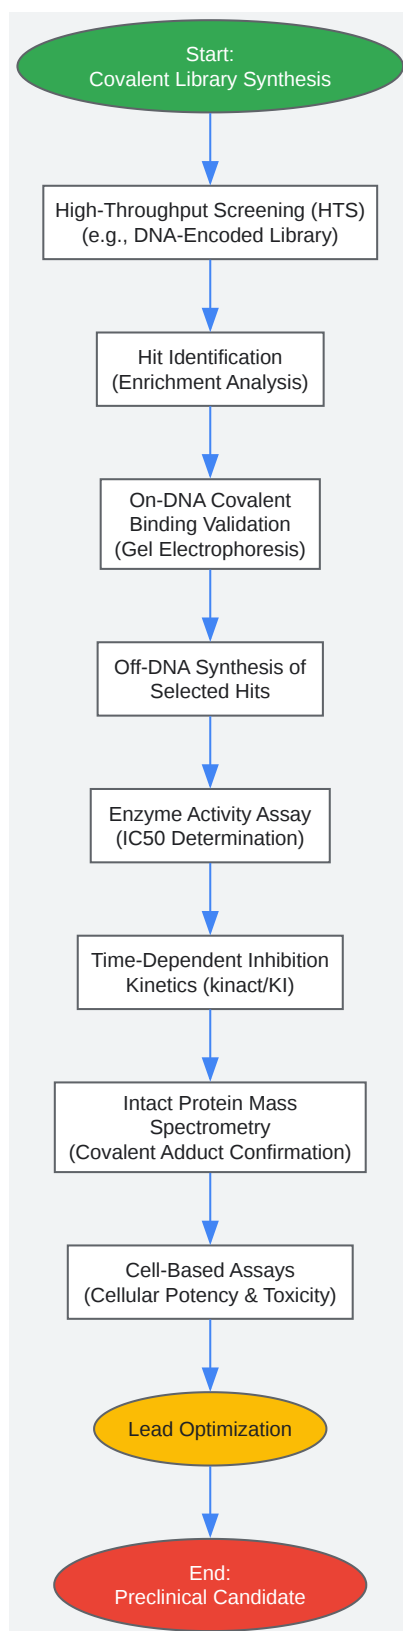 Start:
Covalent Library Synthesis
High-Throughput Screening (HTS)
(e.g., DNA-Encoded Library)
Hit Identification
(Enrichment Analysis)
On-DNA Covalent
Binding Validation
(Gel Electrophoresis)
Off-DNA Synthesis of
Selected Hits
Enzyme Activity Assay
(IC50 Determination)
Time-Dependent Inhibition
Kinetics (kinact/KI)
Intact Protein Mass
Spectrometry
(Covalent Adduct Confirmation)
Cell-Based Assays
(Cellular Potency & Toxicity)
Lead Optimization
End:
Preclinical Candidate